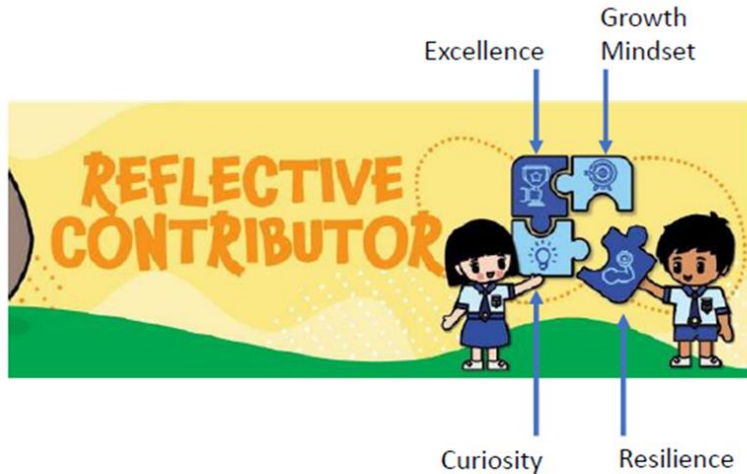 Excellence
Growth
Mindset
REFLECTIVE
CONTRIBUTOR
Curiosity
Resilience